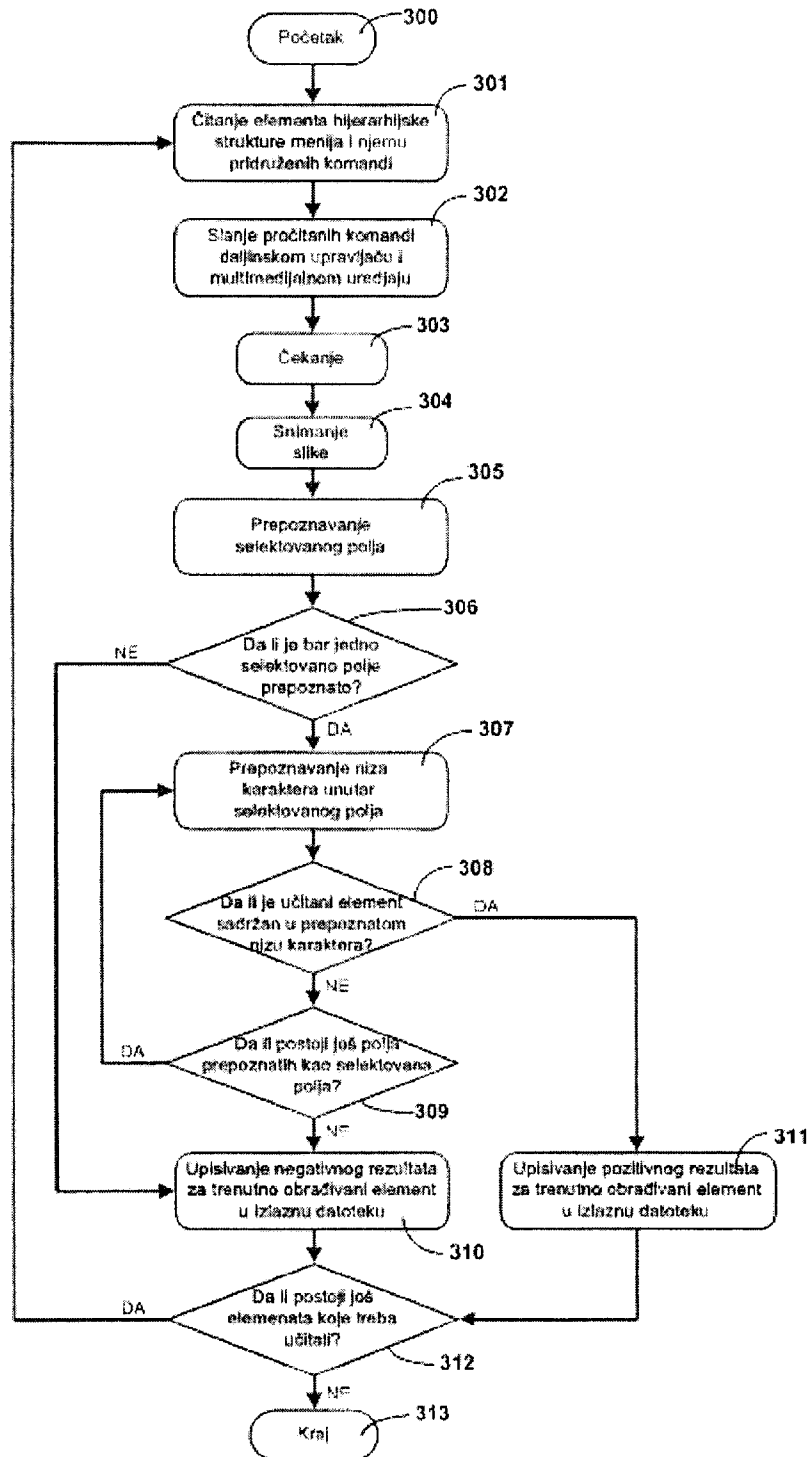 300
Početak
301
Čitanje elementa hijerarhijske
strukture menija i njemu
pridruženih komandi
302
Slanje pročitanih komandi
daljinskom upravljaču i
multimedijalnom uredjaju
303
Čekanje
304
Snimanje
slike
305
Prepoznavanje
selektovanog polja
306
Da li je bar jedno
selektovano polje
prepoznato?
NE
DA
307
Prepoznavanje niza
karaktera unutar
selektovanog polja
308
Da li je učitani element
sadržan u prepoznatom
nizu karaktera?
DA
NE
Da li postoji još polja
prepoznatih kao selektovana
polja?
DA
309
NE
311
Upisivanje negativnog rezultata
za trenutno obrađivani element
u izlaznu datoteku
310
Upisivanje pozitivnog rezultata
za trenutno obrađivani element
u izlaznu datoteku
DA
Da li postoji još
elemenata koje treba
učitati?
312
NE
313
Kraj